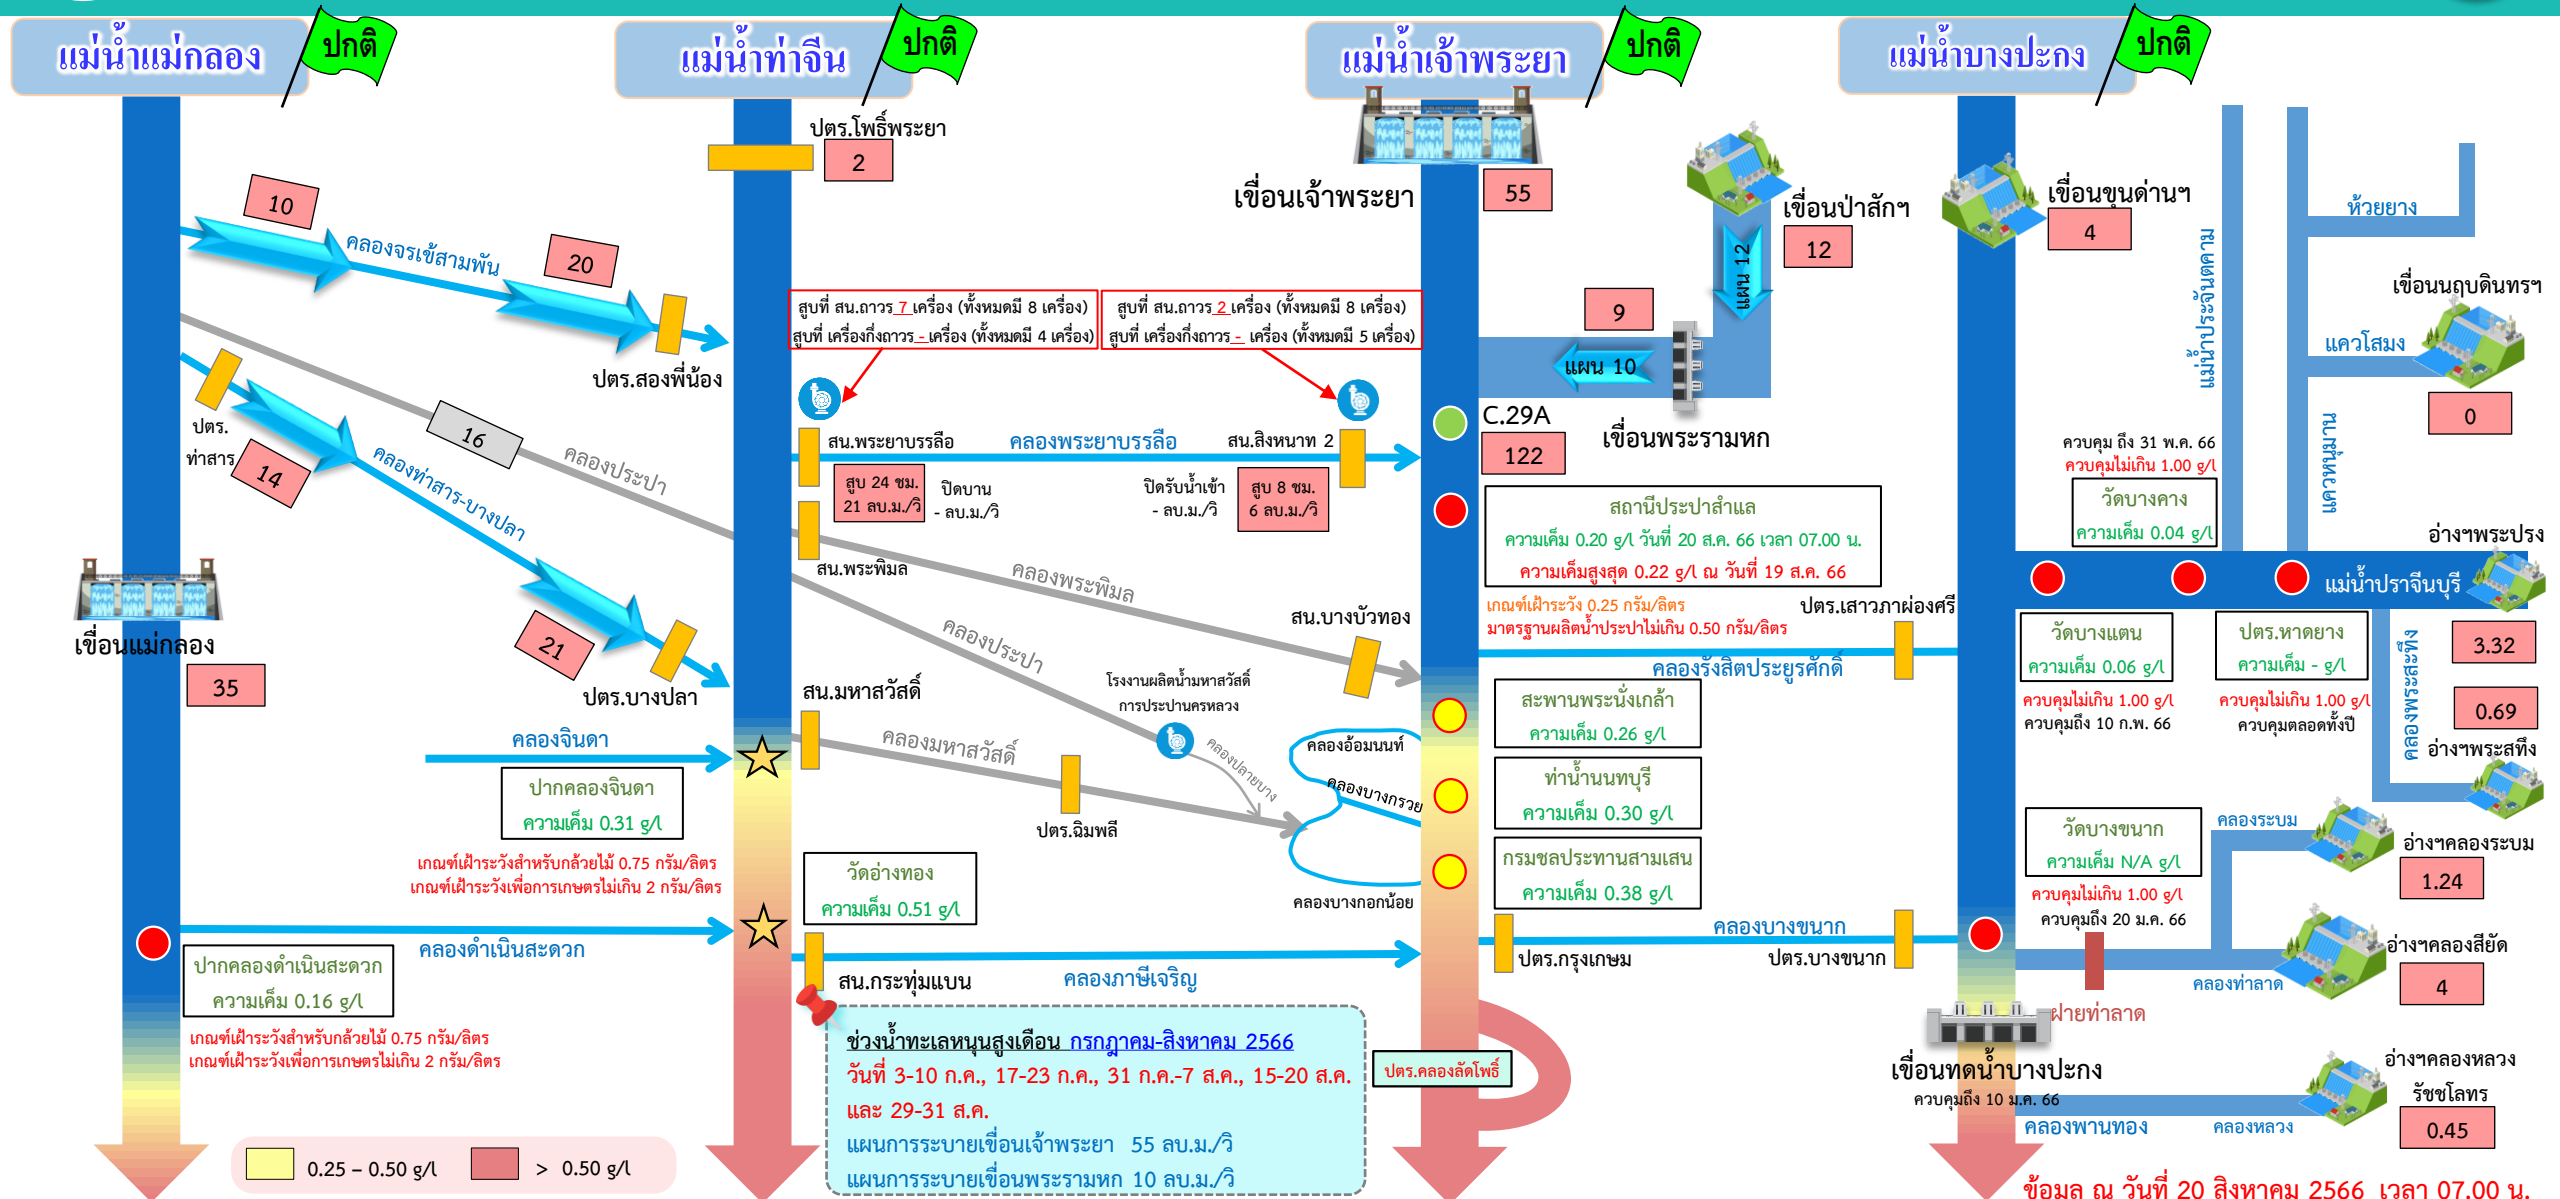 แม่น้ำแม่กลอง
ปกติ
แม่น้ำท่าจีน
ปกติ
แม่น้ำเจ้าพระยา
ปกติ
แม่น้ำบางปะกง
ปกติ
10
คลองจรเข้สามพัน
20
ปตร.สองพี่น้อง
ปตร.
ท่าสาร
14
16
คลองประปา
คลองท่าสาร-บางปลา
21
ปตร.บางปลา
เขื่อนแม่กลอง
35
คลองจินดา
ปากคลองจินดา
ความเค็ม 0.31 g/l
เกณฑ์เฝ้าระวังสำหรับกล้วยไม้ 0.75 กรัม/ลิตร
เกณฑ์เฝ้าระวังเพื่อการเกษตรไม่เกิน 2 กรัม/ลิตร
คลองดำเนินสะดวก
ปากคลองดำเนินสะดวก
ความเค็ม 0.16 g/l
เกณฑ์เฝ้าระวังสำหรับกล้วยไม้ 0.75 กรัม/ลิตร
เกณฑ์เฝ้าระวังเพื่อการเกษตรไม่เกิน 2 กรัม/ลิตร
0.25 – 0.50 g/l
> 0.50 g/l
ปตร.โพธิ์พระยา
2
สูบที่ สน.ถาวร 7 เครื่อง (ทั้งหมดมี 8 เครื่อง)
สูบที่ เครื่องกึ่งถาวร - เครื่อง (ทั้งหมดมี 4 เครื่อง)
สูบที่ สน.ถาวร 2 เครื่อง (ทั้งหมดมี 8 เครื่อง)
สูบที่ เครื่องกึ่งถาวร - เครื่อง (ทั้งหมดมี 5 เครื่อง)
สน.พระยาบรรลือ
คลองพระยาบรรลือ
สน.สิงหนาท 2
สูบ 24 ชม.
21 ลบ.ม./วิ
ปิดบาน
- ลบ.ม./วิ
ปิดรับน้ำเข้า
- ลบ.ม./วิ
สูบ 8 ชม.
6 ลบ.ม./วิ
สน.พระพิมล
คลองพระพิมล
สน.บางบัวทอง
คลองประปา
โรงงานผลิตน้ำมหาสวัสดิ์
การประปานครหลวง
สน.มหาสวัสดิ์
คลองมหาสวัสดิ์
ปตร.ฉิมพลี
คลองปลายบาง
คลองอ้อมนนท์
คลองบางกรวย
คลองบางกอกน้อย
วัดอ่างทอง
ความเค็ม 0.51 g/l
สน.กระทุ่มแบน
คลองภาษีเจริญ
ช่วงน้ำทะเลหนุนสูงเดือน กรกฎาคม-สิงหาคม 2566
วันที่ 3-10 ก.ค., 17-23 ก.ค., 31 ก.ค.-7 ส.ค., 15-20 ส.ค.
และ 29-31 ส.ค.
แผนการระบายเขื่อนเจ้าพระยา 55 ลบ.ม./วิ
แผนการระบายเขื่อนพระรามหก 10 ลบ.ม./วิ
ปตร.คลองลัดโพธิ์
เขื่อนเจ้าพระยา
55
เขื่อนป่าสักฯ
12
แผน 12
9
แผน 10
เขื่อนพระรามหก
C.29A
122
สถานีประปาสำแล
ความเค็ม 0.20 g/l วันที่ 20 ส.ค. 66 เวลา 07.00 น.
ความเค็มสูงสุด 0.22 g/l ณ วันที่ 19 ส.ค. 66
เกณฑ์เฝ้าระวัง 0.25 กรัม/ลิตร
มาตรฐานผลิตน้ำประปาไม่เกิน 0.50 กรัม/ลิตร
ปตร.เสาวภาผ่องศรี
คลองรังสิตประยูรศักดิ์
สะพานพระนั่งเกล้า
ความเค็ม 0.26 g/l
ท่าน้ำนนทบุรี
ความเค็ม 0.30 g/l
กรมชลประทานสามเสน
ความเค็ม 0.38 g/l
ปตร.กรุงเกษม
คลองบางขนาก
ปตร.บางขนาก
เขื่อนขุนด่านฯ
4
แม่น้ำประจันตคาม
ห้วยยาง
เขื่อนนฤบดินทรฯ
แควโสมง
0
แควหนุมาน
ควบคุม ถึง 31 พ.ค. 66
ควบคุมไม่เกิน 1.00 g/l
วัดบางคาง
ความเค็ม 0.04 g/l
อ่างฯพระปรง
แม่น้ำปราจีนบุรี
3.32
วัดบางแตน
ความเค็ม 0.06 g/l
ควบคุมไม่เกิน 1.00 g/l
ควบคุมถึง 10 ก.พ. 66
ปตร.หาดยาง
ความเค็ม - g/l
ควบคุมไม่เกิน 1.00 g/l
ควบคุมตลอดทั้งปี
คลองพระสะทึง
0.69
อ่างฯพระสทึง
วัดบางขนาก
ความเค็ม N/A g/l
ควบคุมไม่เกิน 1.00 g/l
ควบคุมถึง 20 ม.ค. 66
คลองระบม
อ่างฯคลองระบม
1.24
อ่างฯคลองสียัด
4
คลองท่าลาด
ฝายท่าลาด
เขื่อนทดน้ำบางปะกง
ควบคุมถึง 10 ม.ค. 66
คลองพานทอง
คลองหลวง
อ่างฯคลองหลวง
รัชชโลทร
0.45
ข้อมูล ณ วันที่ 20 สิงหาคม 2566 เวลา 07.00 น.